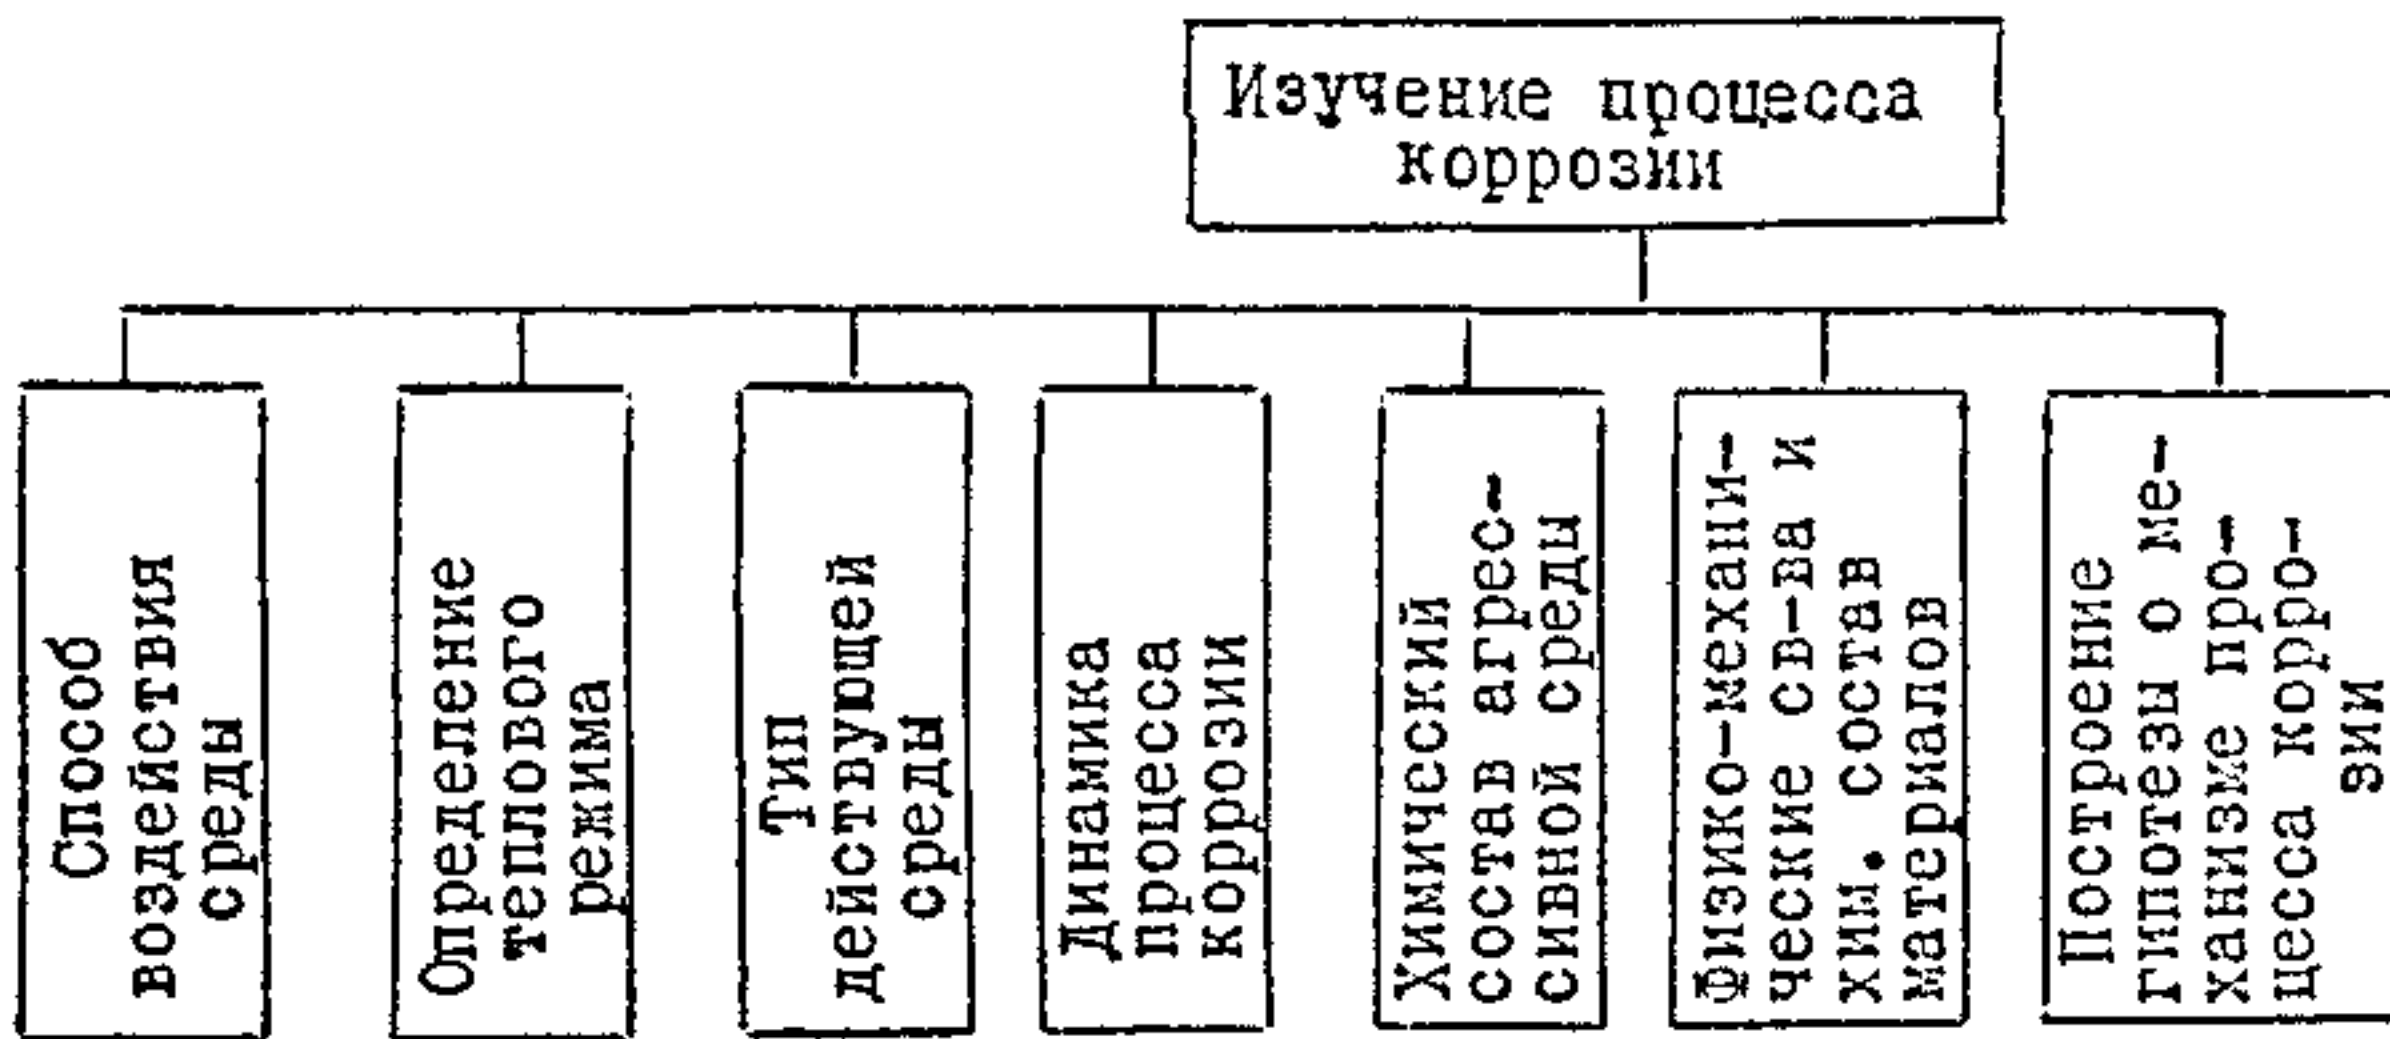 Изучение процесса
коррозии
Способ
воздействия
среды
Определение
теплового
режима
Тип
действующей
среды
Динамика
процесса
коррозии
Химический
состав агрес-
сивной среды
Физико-механи-
ческие св-ва и
хим. состав
материалов
Построение
гипотезы о ме-
ханизме про-
цесса корро-
зии